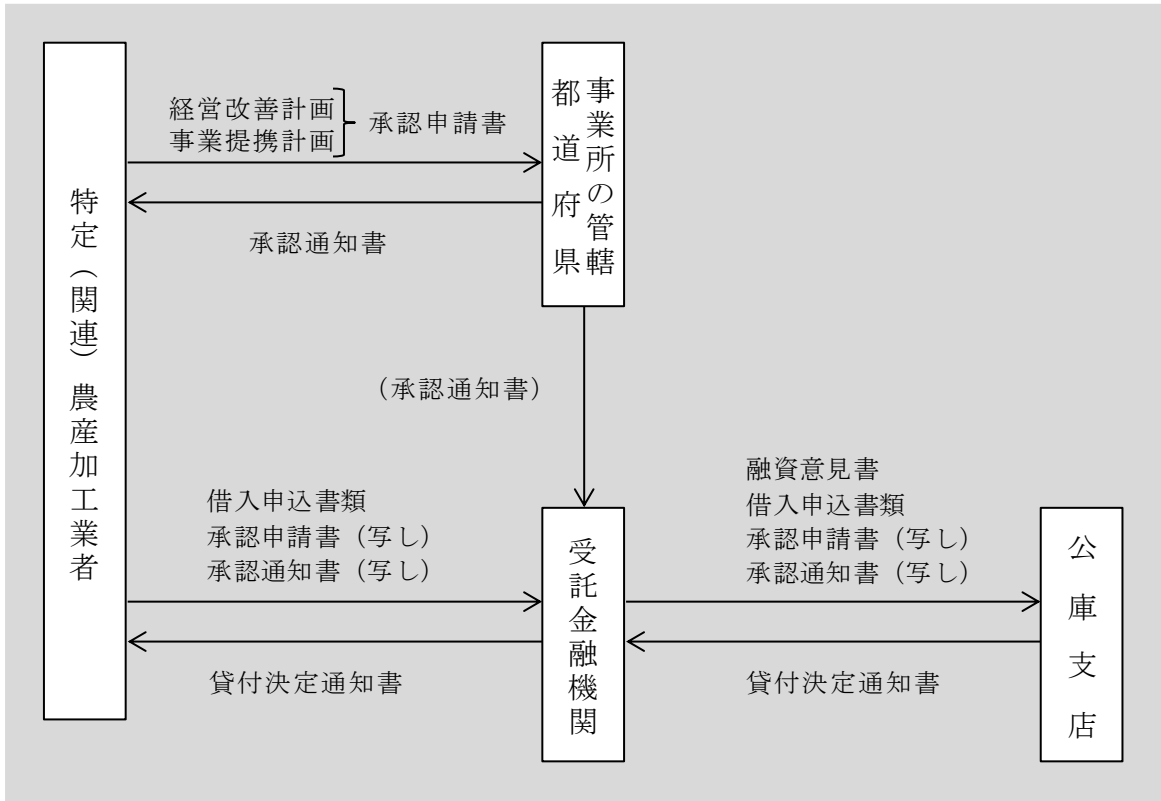 特定（関連）農産加工業者
経営改善計画
事業提携計画
承認申請書
承認通知書
事業所の管轄
都道府県
（承認通知書）
借入申込書類
承認申請書（写し）
承認通知書（写し）
貸付決定通知書
受託金融機関
融資意見書
借入申込書類
承認申請書（写し）
承認通知書（写し）
貸付決定通知書
公庫支店